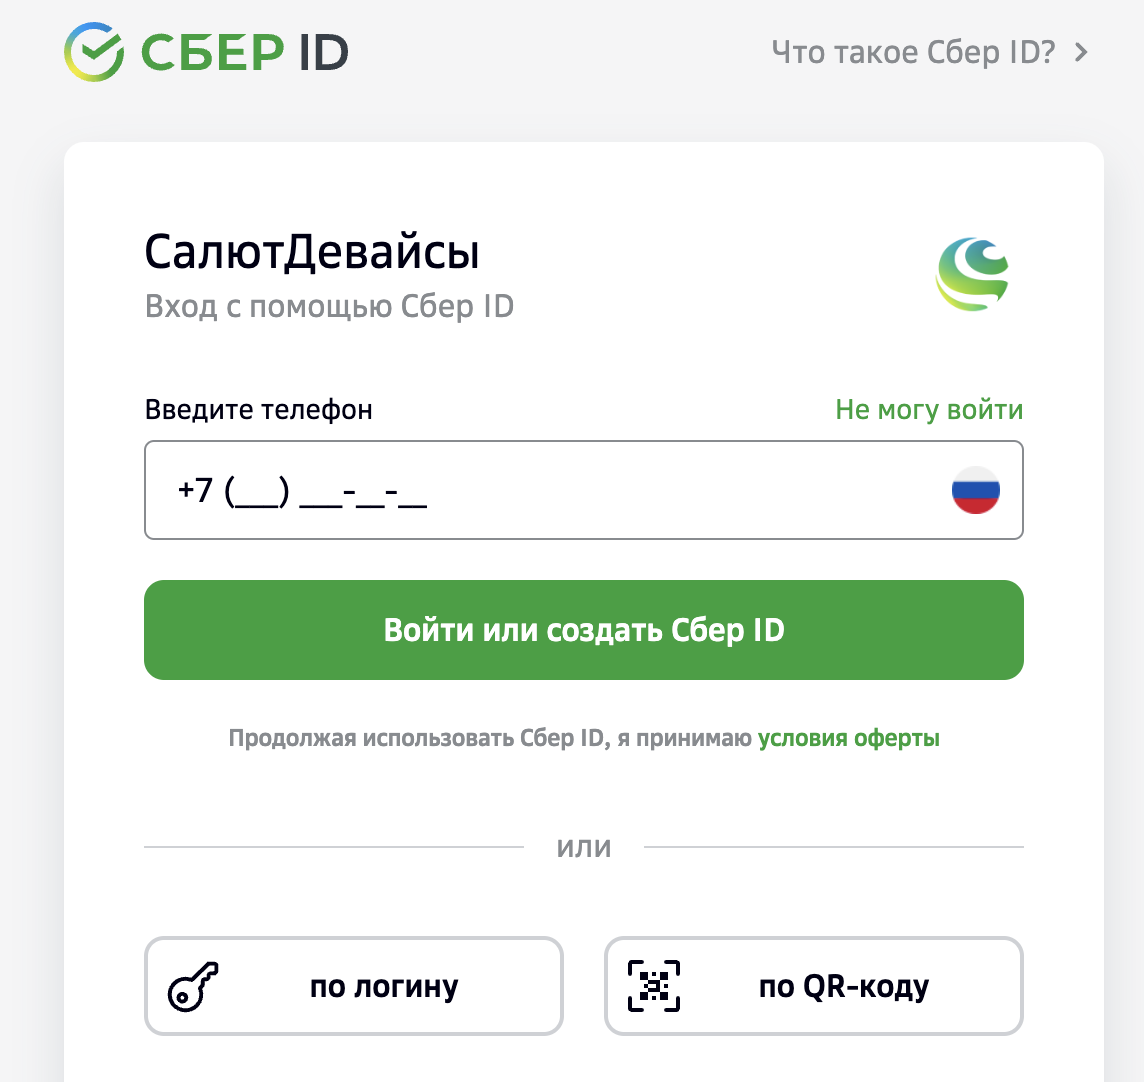 СБЕР ID
Что такое Сбер ID?
СалютДевайсы
Вход с помощью Сбер ID
Введите телефон
Не могу войти
+7 (___) ___-__-__
Войти или создать Сбер ID
Продолжая использовать Сбер ID, я принимаю условия оферты
или
по логину
по QR-коду